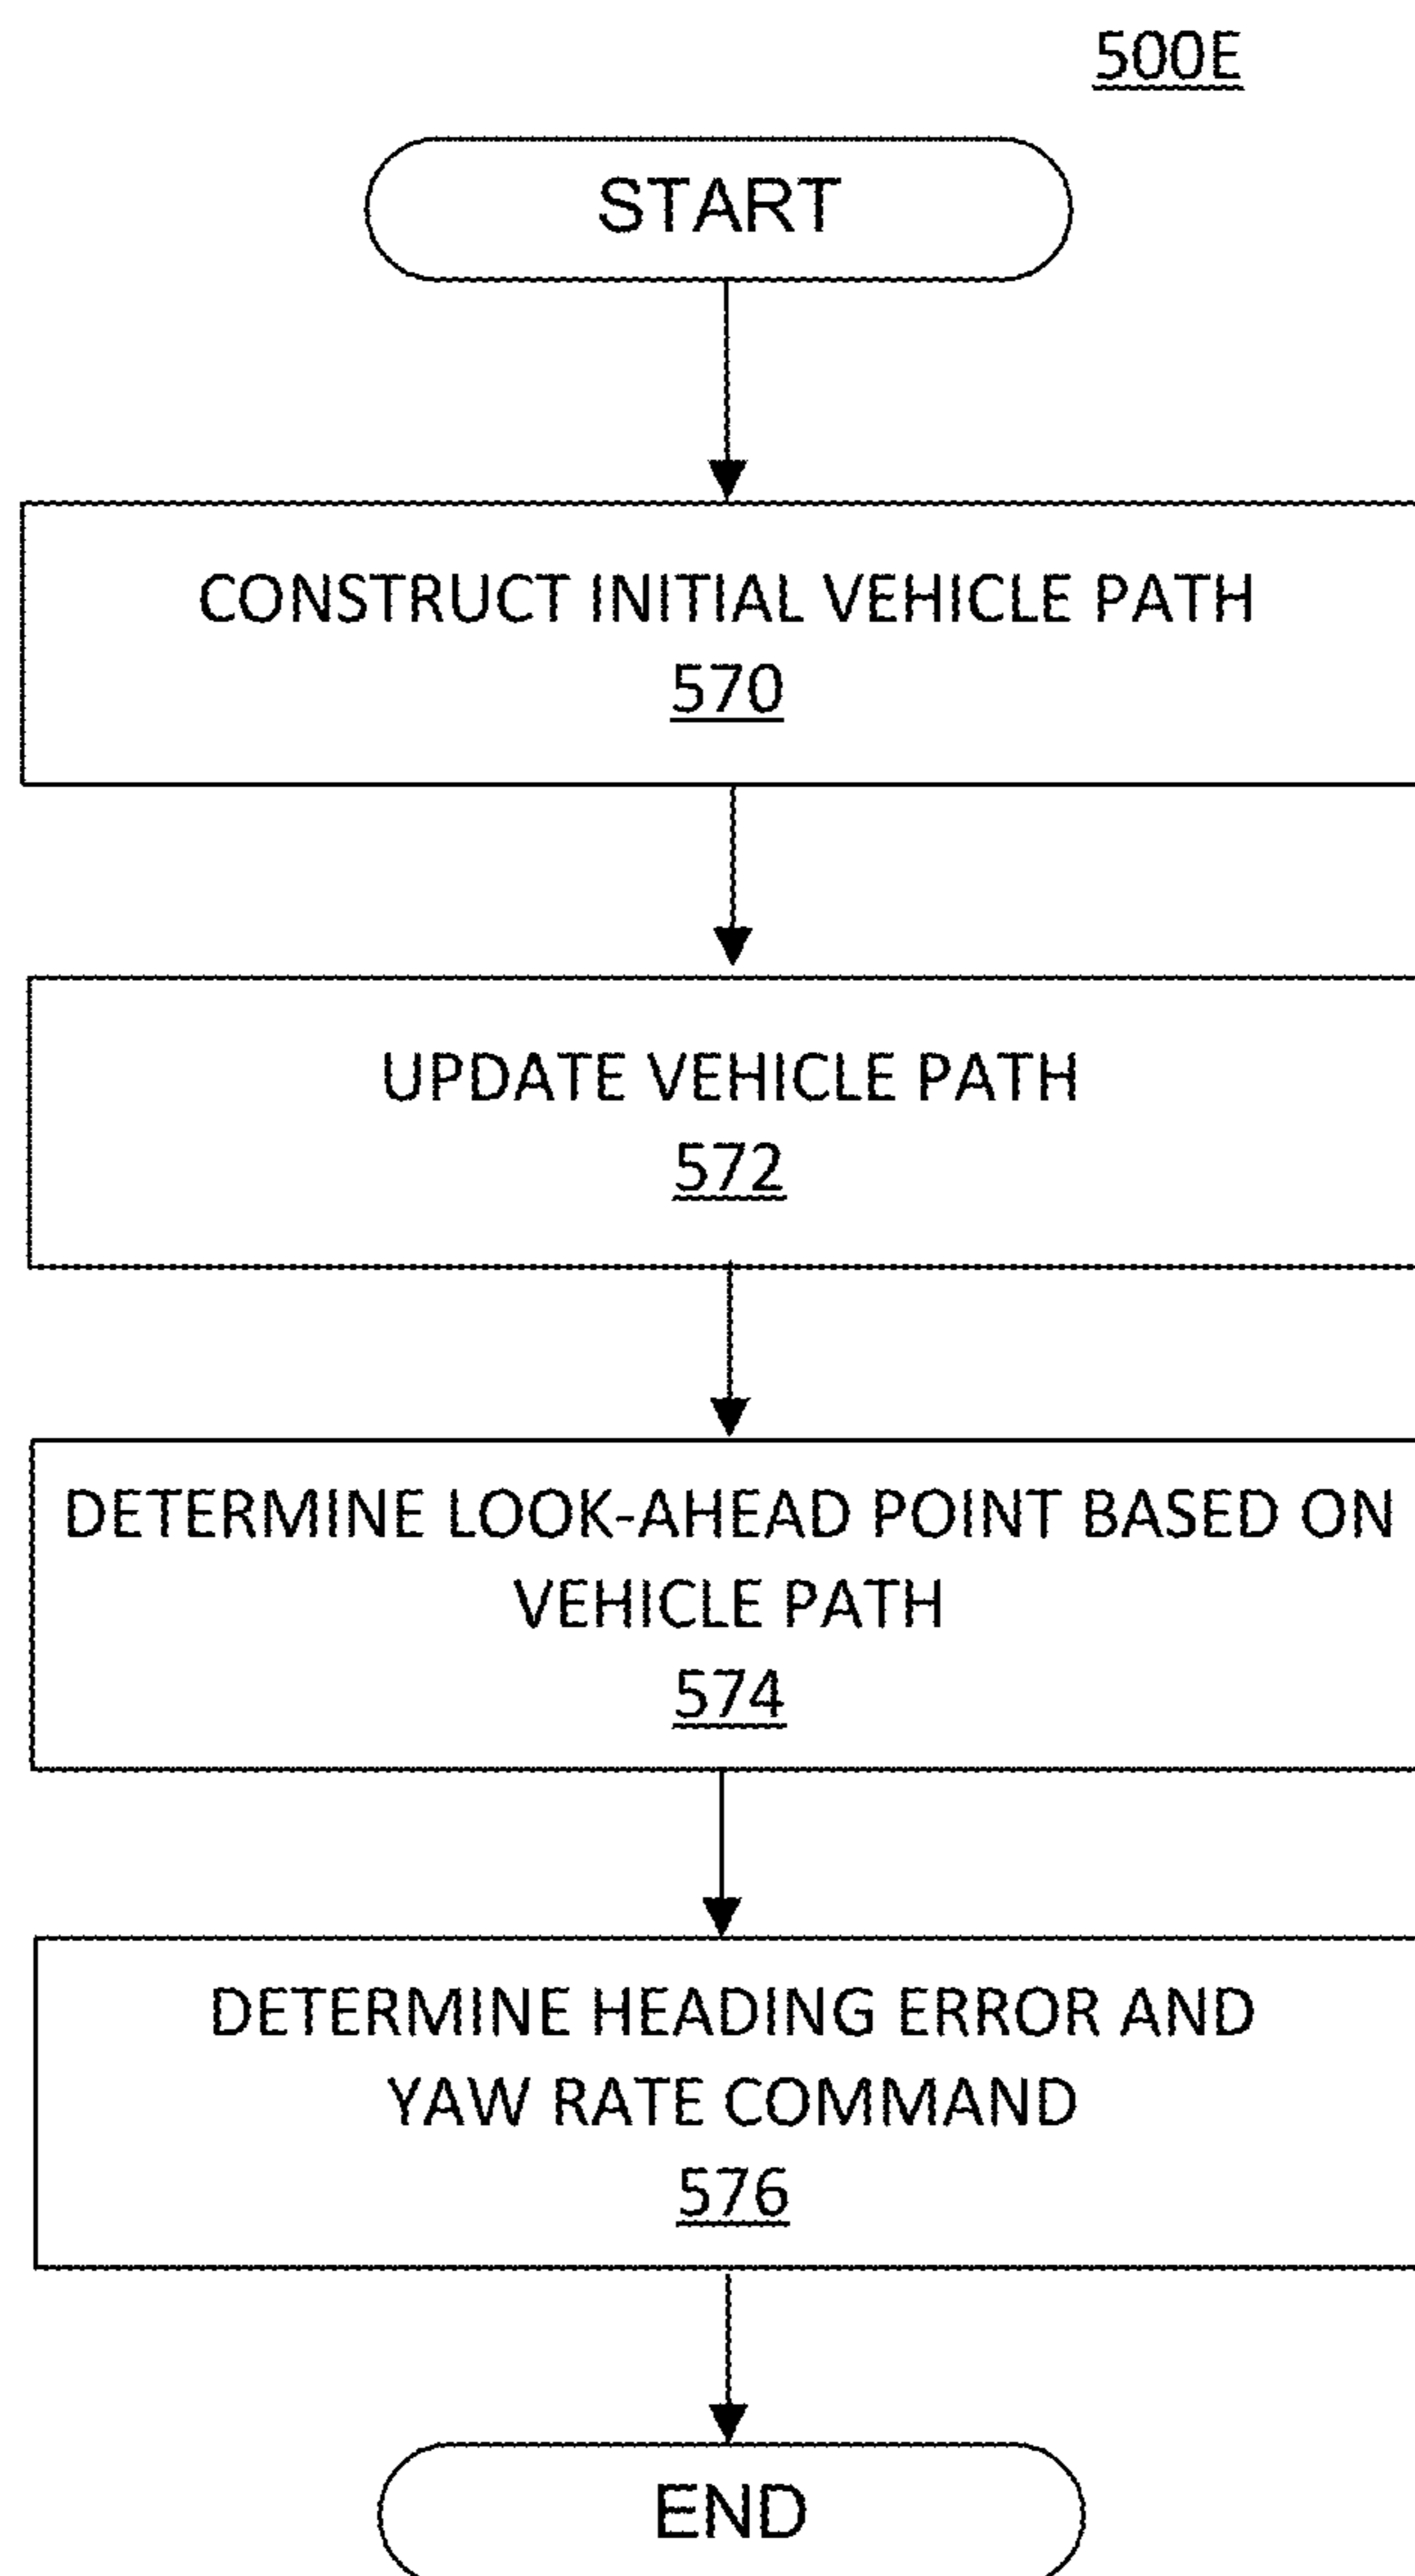 500E
START
CONSTRUCT INITIAL VEHICLE PATH
570
UPDATE VEHICLE PATH
572
DETERMINE LOOK-AHEAD POINT BASED ON
VEHICLE PATH
574
DETERMINE HEADING ERROR AND
YAW RATE COMMAND
576
END